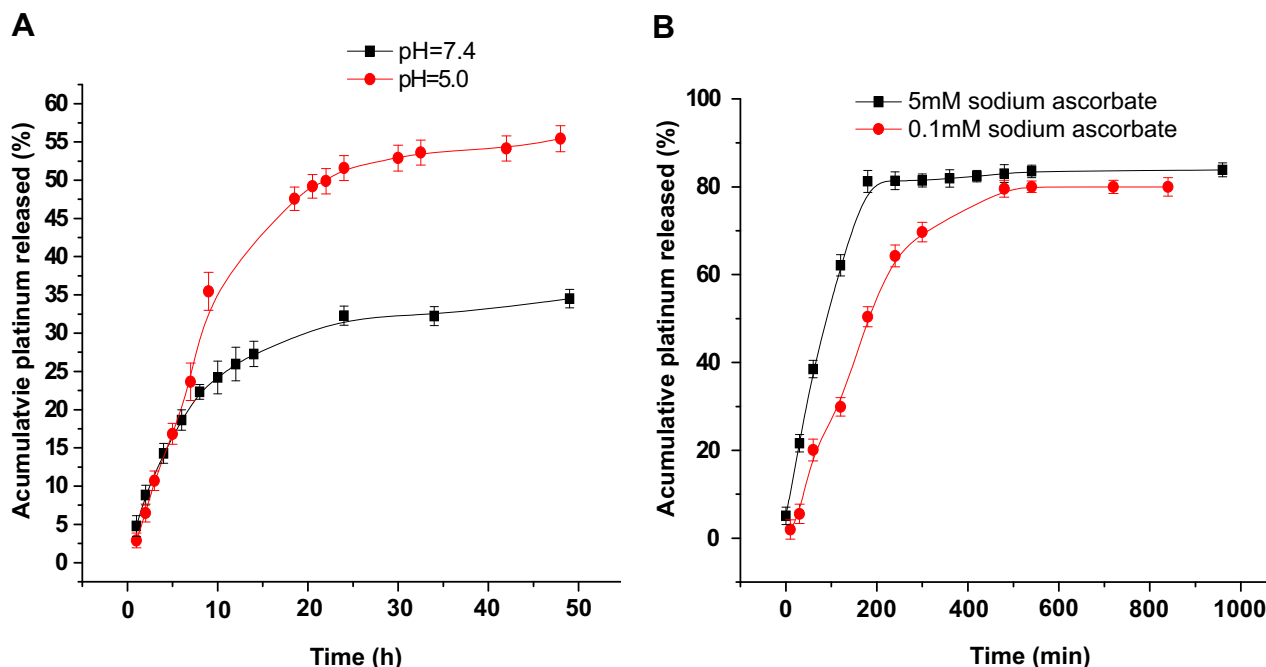 A
pH=7.4
pH=5.0
Acumulatvie platinum released (%)
60
55
50
45
40
35
30
25
20
15
10
5
0
0 10 20 30 40 50
Time (h)
B
5mM sodium ascorbate
0.1mM sodium ascorbate
Acumulative platinum released (%)
100
80
60
40
20
0
0 200 400 600 800 1000
Time (min)